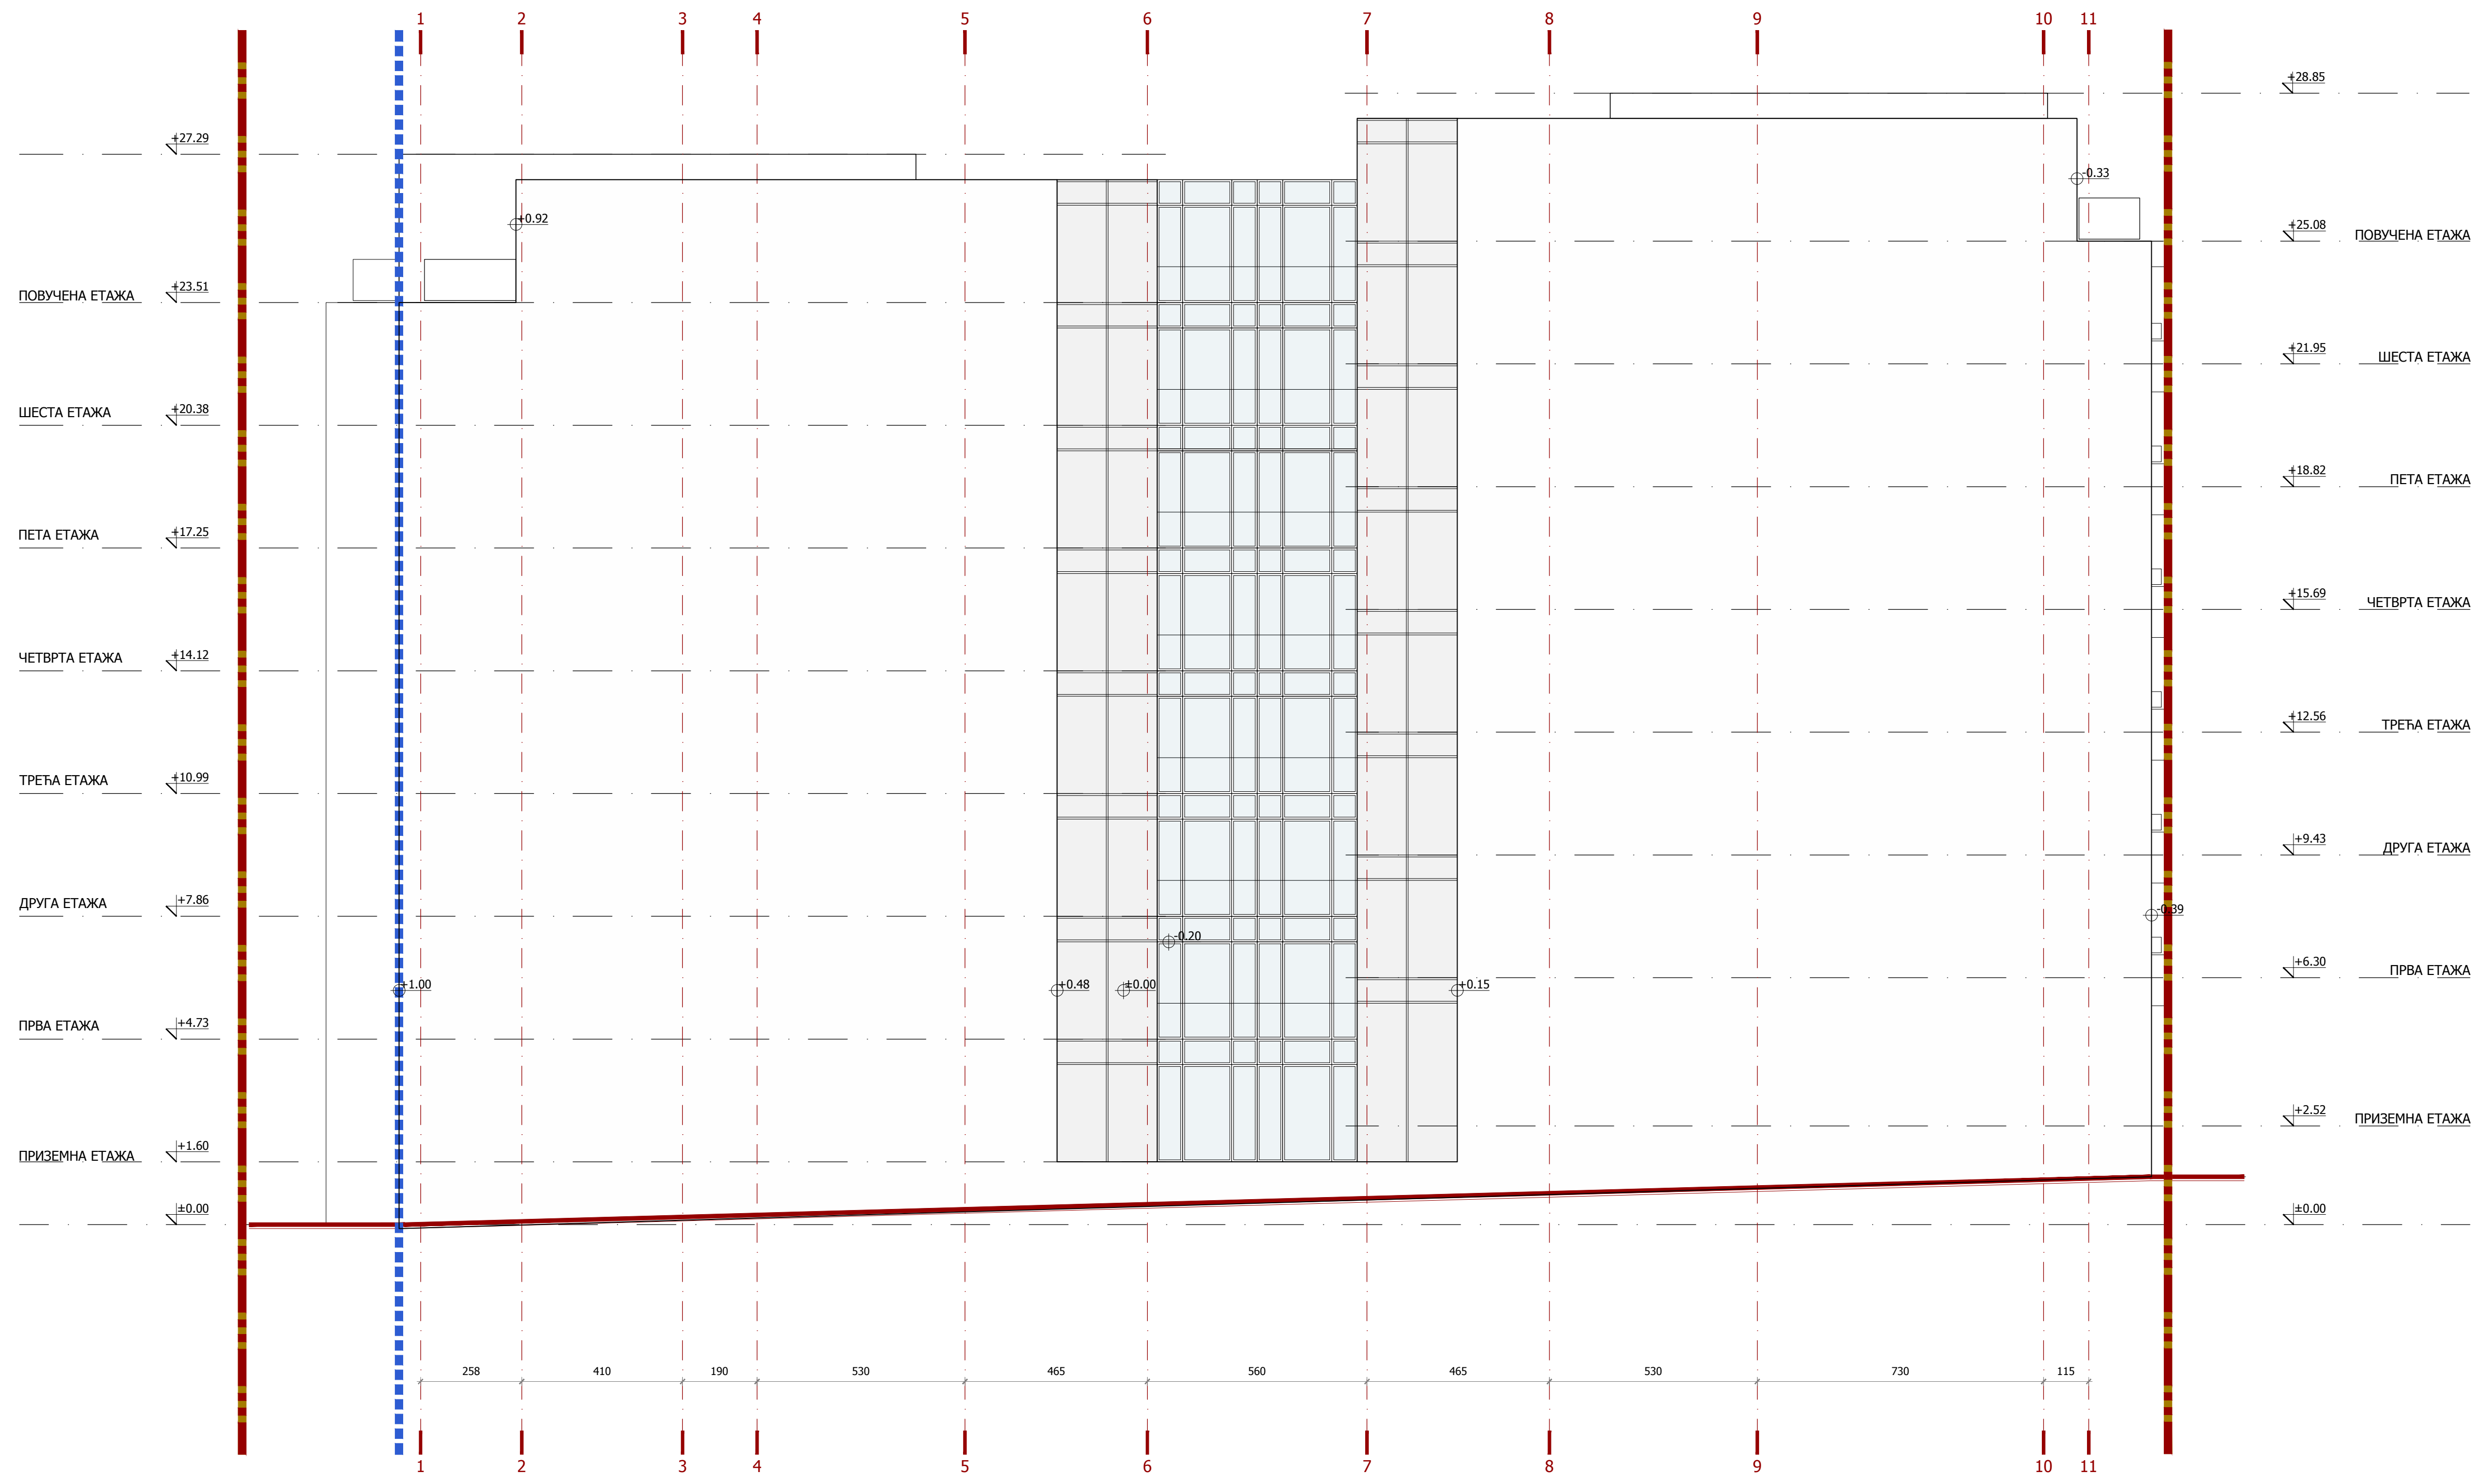 1 2 3 4 5 6 7 8 9 10 11
+28.85
+27.29
-0.33
+0.92
+25.08 ПОВУЧЕНА ЕТАЖА
ПОВУЧЕНА ЕТАЖА +23.51
+21.95 ШЕСТА ЕТАЖА
ШЕСТА ЕТАЖА +20.38
+18.82 ПЕТА ЕТАЖА
ПЕТА ЕТАЖА +17.25
+15.69 ЧЕТВРТА ЕТАЖА
ЧЕТВРТА ЕТАЖА +14.12
+12.56 ТРЕЋА ЕТАЖА
ТРЕЋА ЕТАЖА +10.99
+9.43 ДРУГА ЕТАЖА
ДРУГА ЕТАЖА +7.86
-0.39
-0.20
+6.30 ПРВА ЕТАЖА
+1.00 +0.48 ±0.00 +0.15
ПРВА ЕТАЖА +4.73
+2.52 ПРИЗЕМНА ЕТАЖА
ПРИЗЕМНА ЕТАЖА +1.60
±0.00 ±0.00
258 410 190 530 465 560 465 530 730 115
1 2 3 4 5 6 7 8 9 10 11